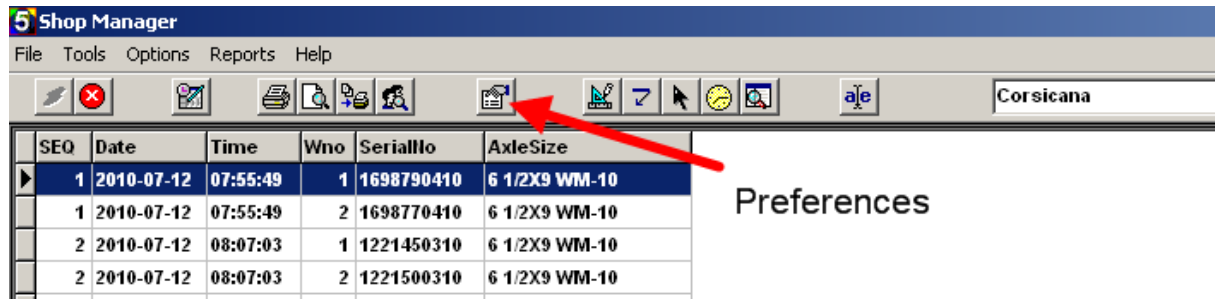 5 Shop Manager
File Tools Options Reports Help
a e Corsicana
SEQ Date Time Wno SerialNo AxleSize
1 2010-07-12 07:55:49 1 1698790410 6 1/2X9 WM-10
1 2010-07-12 07:55:49 2 1698770410 6 1/2X9 WM-10
2 2010-07-12 08:07:03 1 1221450310 6 1/2X9 WM-10
2 2010-07-12 08:07:03 2 1221500310 6 1/2X9 WM-10
Preferences